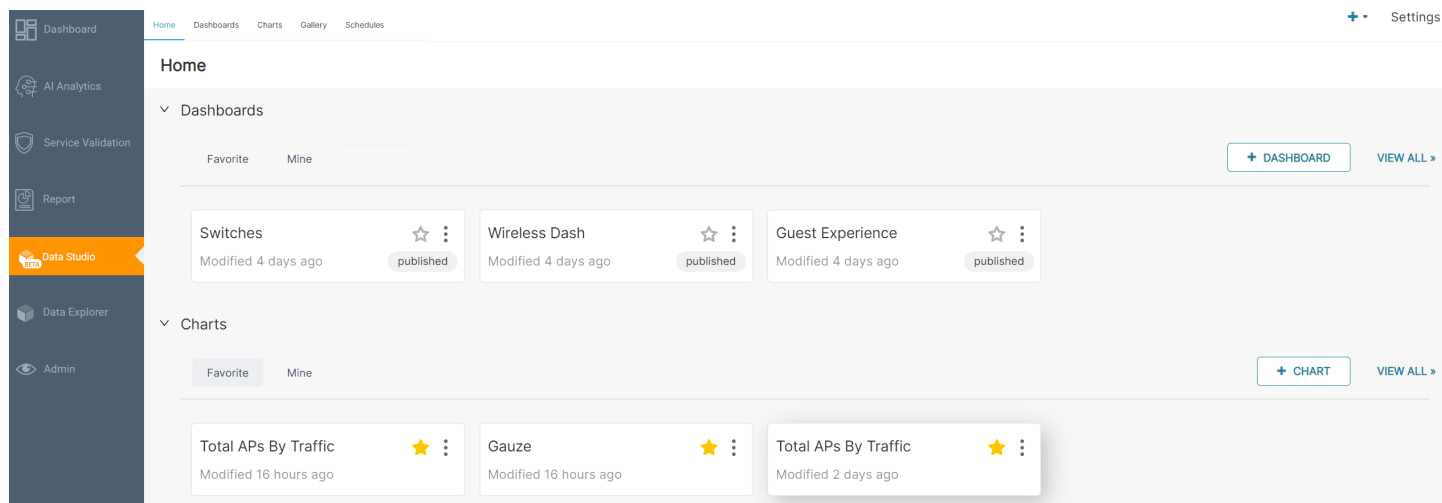 Dashboard
AI Analytics
Service Validation
Report
BETA
Data Studio
Data Explorer
Admin
Home Dashboards Charts Gallery Schedules
+ Settings
Home
Dashboards
Favorite Mine
+ DASHBOARD VIEW ALL »
Switches
Modified 4 days ago published
Wireless Dash
Modified 4 days ago published
Guest Experience
Modified 4 days ago published
Charts
Favorite Mine
+ CHART VIEW ALL »
Total APs By Traffic
Modified 16 hours ago
Gauze
Modified 16 hours ago
Total APs By Traffic
Modified 2 days ago